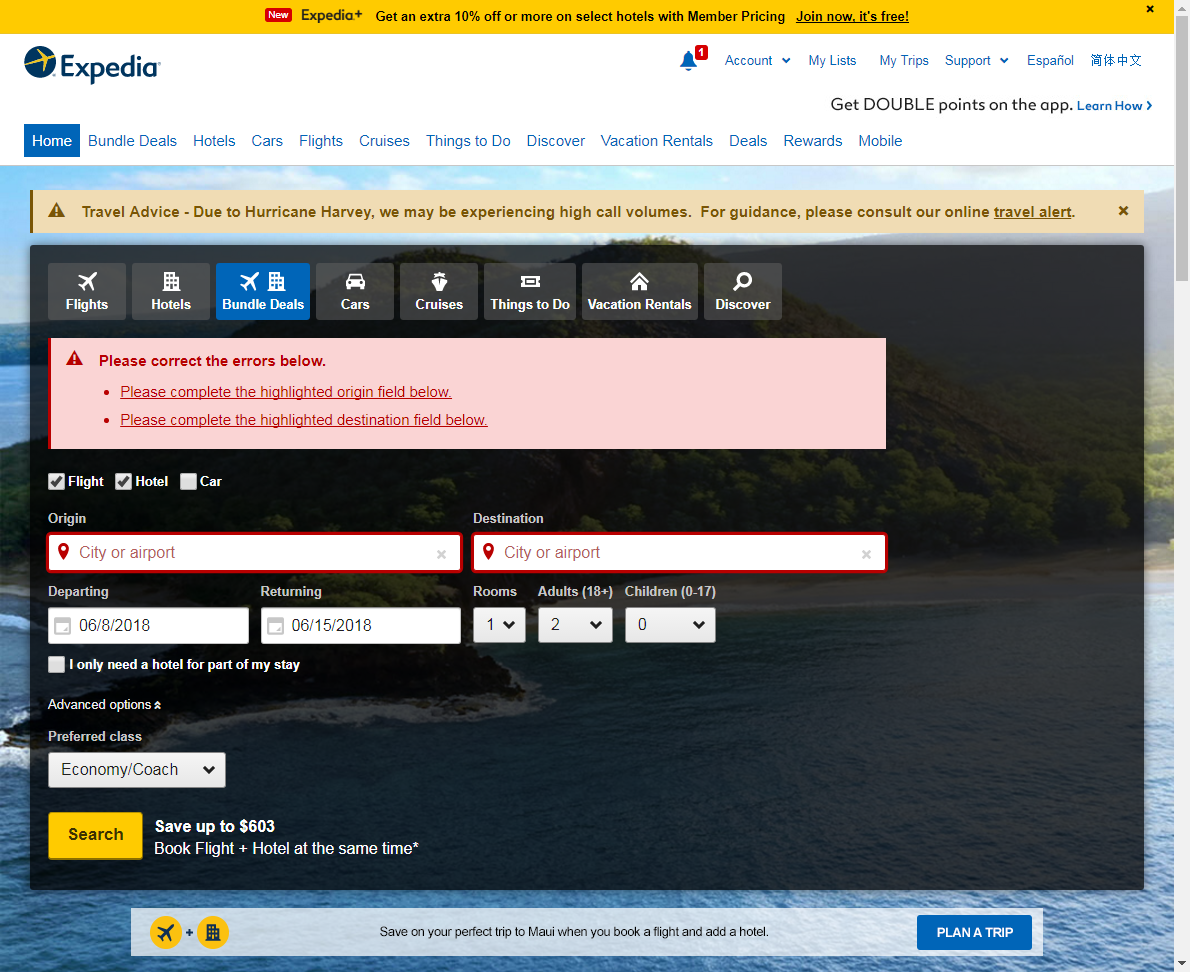 New Expedia+ Get an extra 10% off or more on select hotels with Member Pricing Join now, it's free!
Expedia
1 Account My Lists My Trips Support Español 简体中文
Get DOUBLE points on the app. Learn How
Home Bundle Deals Hotels Cars Flights Cruises Things to Do Discover Vacation Rentals Deals Rewards Mobile
Travel Advice - Due to Hurricane Harvey, we may be experiencing high call volumes. For guidance, please consult our online travel alert.
Flights Hotels Bundle Deals Cars Cruises Things to Do Vacation Rentals Discover
Please correct the errors below.
• Please complete the highlighted origin field below.
• Please complete the highlighted destination field below.
Flight Hotel Car
Origin Destination
City or airport City or airport
Departing Returning Rooms Adults (18+) Children (0-17)
06/8/2018 06/15/2018 1 2 0
I only need a hotel for part of my stay
Advanced options
Preferred class
Economy/Coach
Search Save up to $603
Book Flight + Hotel at the same time*
+ Save on your perfect trip to Maui when you book a flight and add a hotel. PLAN A TRIP